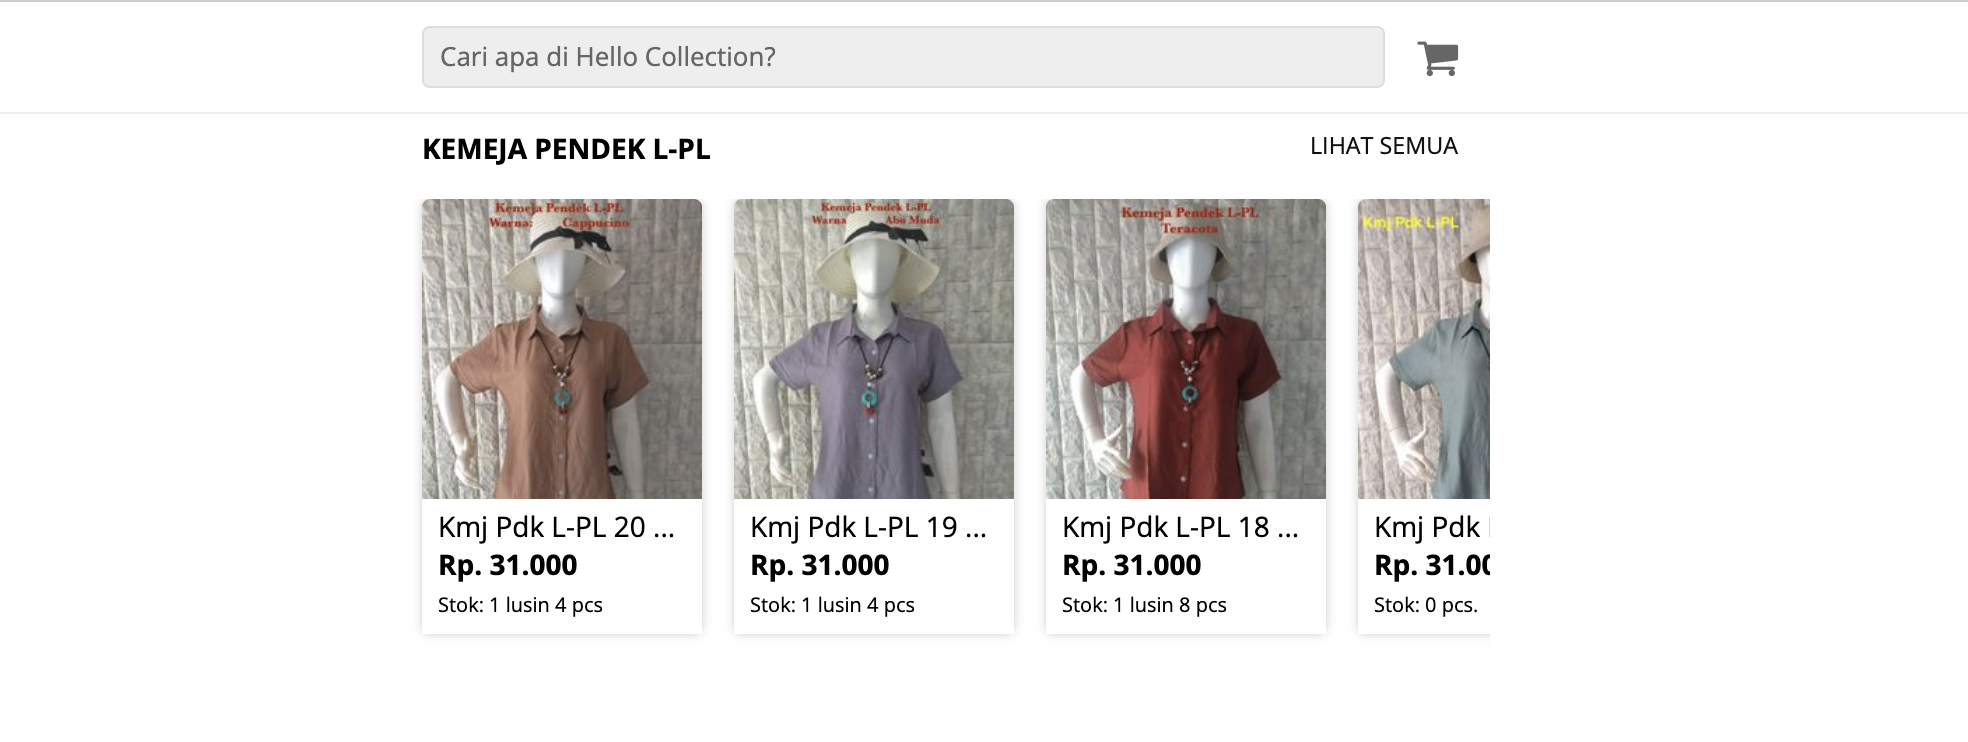 Cari apa di Hello Collection?
KEMEJA PENDEK L-PL
LIHAT SEMUA
Kemeja Pendek L-PL
Warna: Cappucino
Kemeja Pendek L-PL
Warna Abu Muda
Kemeja Pendek L-PL
Teracota
Kmj Pdk L-PL
Kmj Pdk L-PL 20 ...
Rp. 31.000
Stok: 1 lusin 4 pcs
Kmj Pdk L-PL 19 ...
Rp. 31.000
Stok: 1 lusin 4 pcs
Kmj Pdk L-PL 18 ...
Rp. 31.000
Stok: 1 lusin 8 pcs
Kmj Pdk
Rp. 31.00
Stok: 0 pcs.